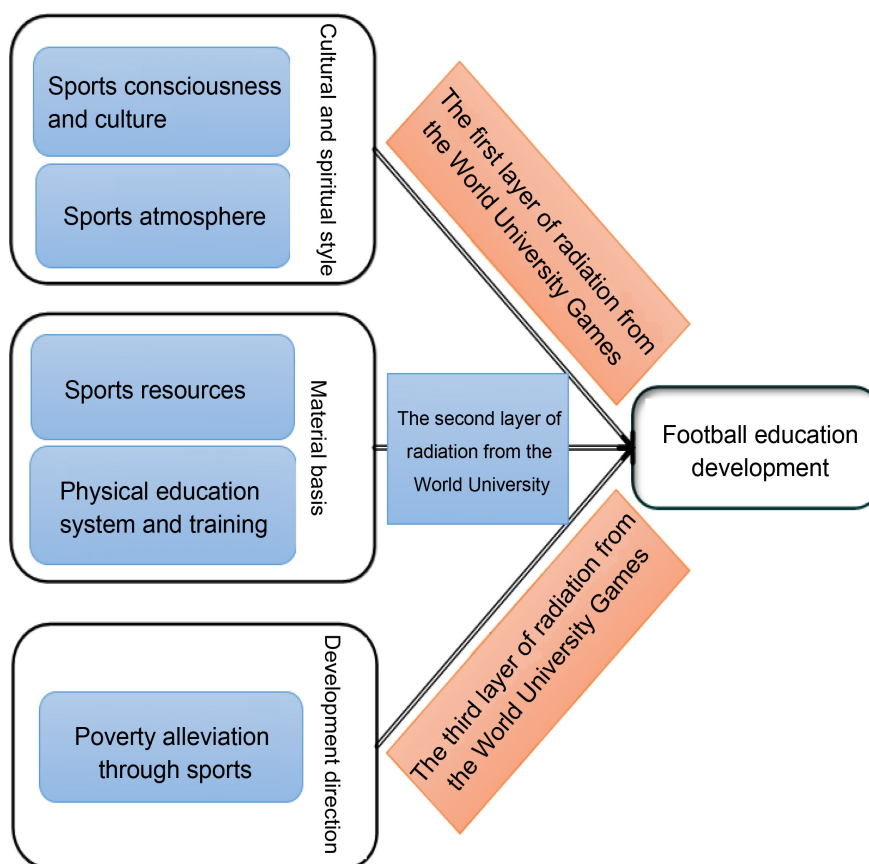 Sports consciousness
and culture
Sports atmosphere
Cultural and spiritual style
The first layer of radiation from
the World University Games
Sports resources
Physical education
system and training
Material basis
The second layer of
radiation from the
World University
Football education
development
Poverty alleviation
through sports
Development direction
The third layer of radiation from
the World University Games